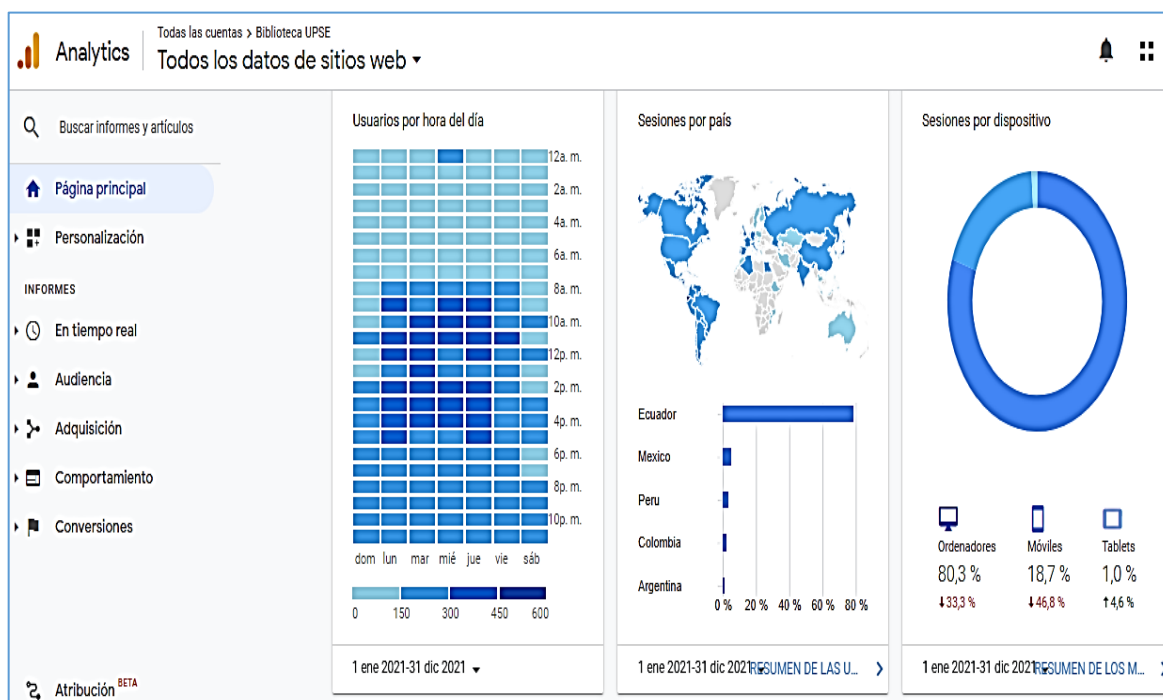 Analytics
Todas las cuentas > Biblioteca UPSE
Todos los datos de sitios web
Buscar informes y artículos
Página principal
Personalización
INFORMES
En tiempo real
Audiencia
Adquisición
Comportamiento
Conversiones
Atribución BETA
Usuarios por hora del día
12a. m.
2a. m.
4a. m.
6a. m.
8a. m.
10a. m.
12p. m.
2p. m.
4p. m.
6p. m.
8p. m.
10p. m.
dom lun mar mié jue vie sáb
0 150 300 450 600
1 ene 2021-31 dic 2021
Sesiones por país
Ecuador
Mexico
Peru
Colombia
Argentina
0 % 20 % 40 % 60 % 80 %
1 ene 2021-31 dic 2021 RESUMEN DE LAS U...
Sesiones por dispositivo
Ordenadores Móviles Tablets
80,3 % 18,7 % 1,0 %
33,3 % 46,8 % 4,6 %
1 ene 2021-31 dic 2021 RESUMEN DE LOS M...